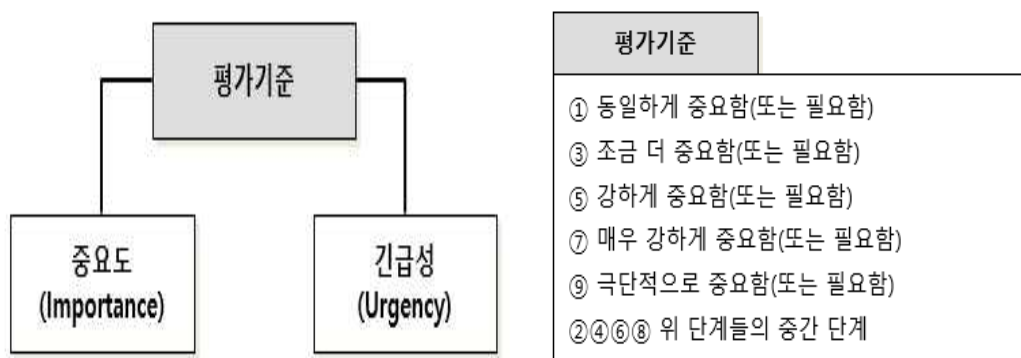 평가기준
중요도
(Importance)
긴급성
(Urgency)
평가기준
① 동일하게 중요함(또는 필요함)
③ 조금 더 중요함(또는 필요함)
⑤ 강하게 중요함(또는 필요함)
⑦ 매우 강하게 중요함(또는 필요함)
⑨ 극단적으로 중요함(또는 필요함)
②④⑥⑧ 위 단계들의 중간 단계